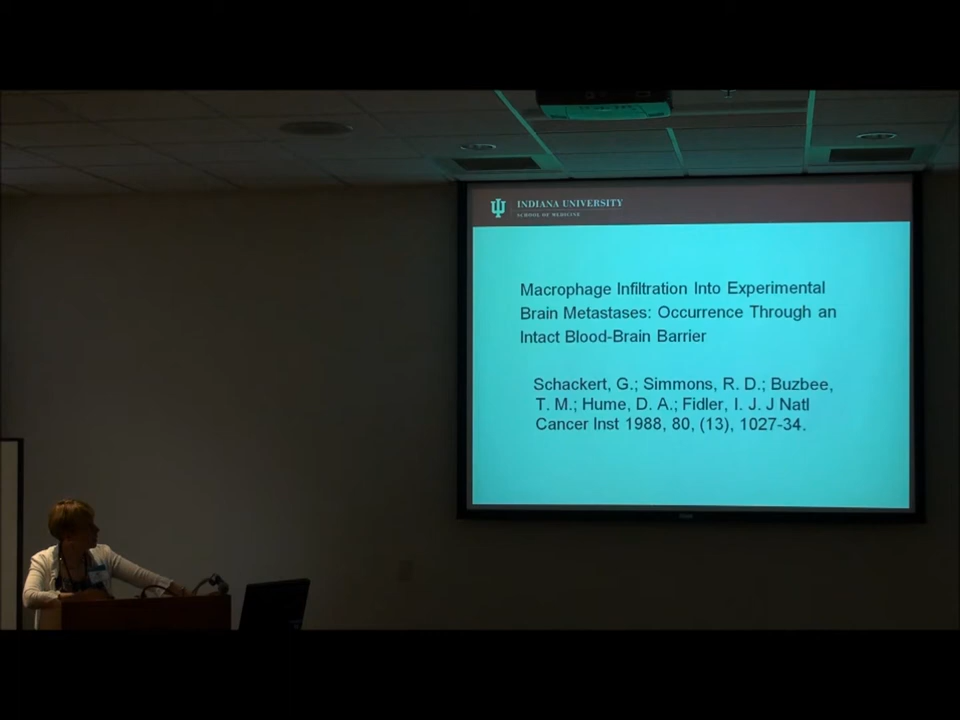 INDIANA UNIVERSITY
SCHOOL OF MEDICINE
Macrophage Infiltration Into Experimental
Brain Metastases: Occurrence Through an
Intact Blood-Brain Barrier
Schackert, G.; Simmons, R. D.; Buzbee,
T. M.; Hume, D. A.; Fidler, I. J. J Natl
Cancer Inst 1988, 80, (13), 1027-34.